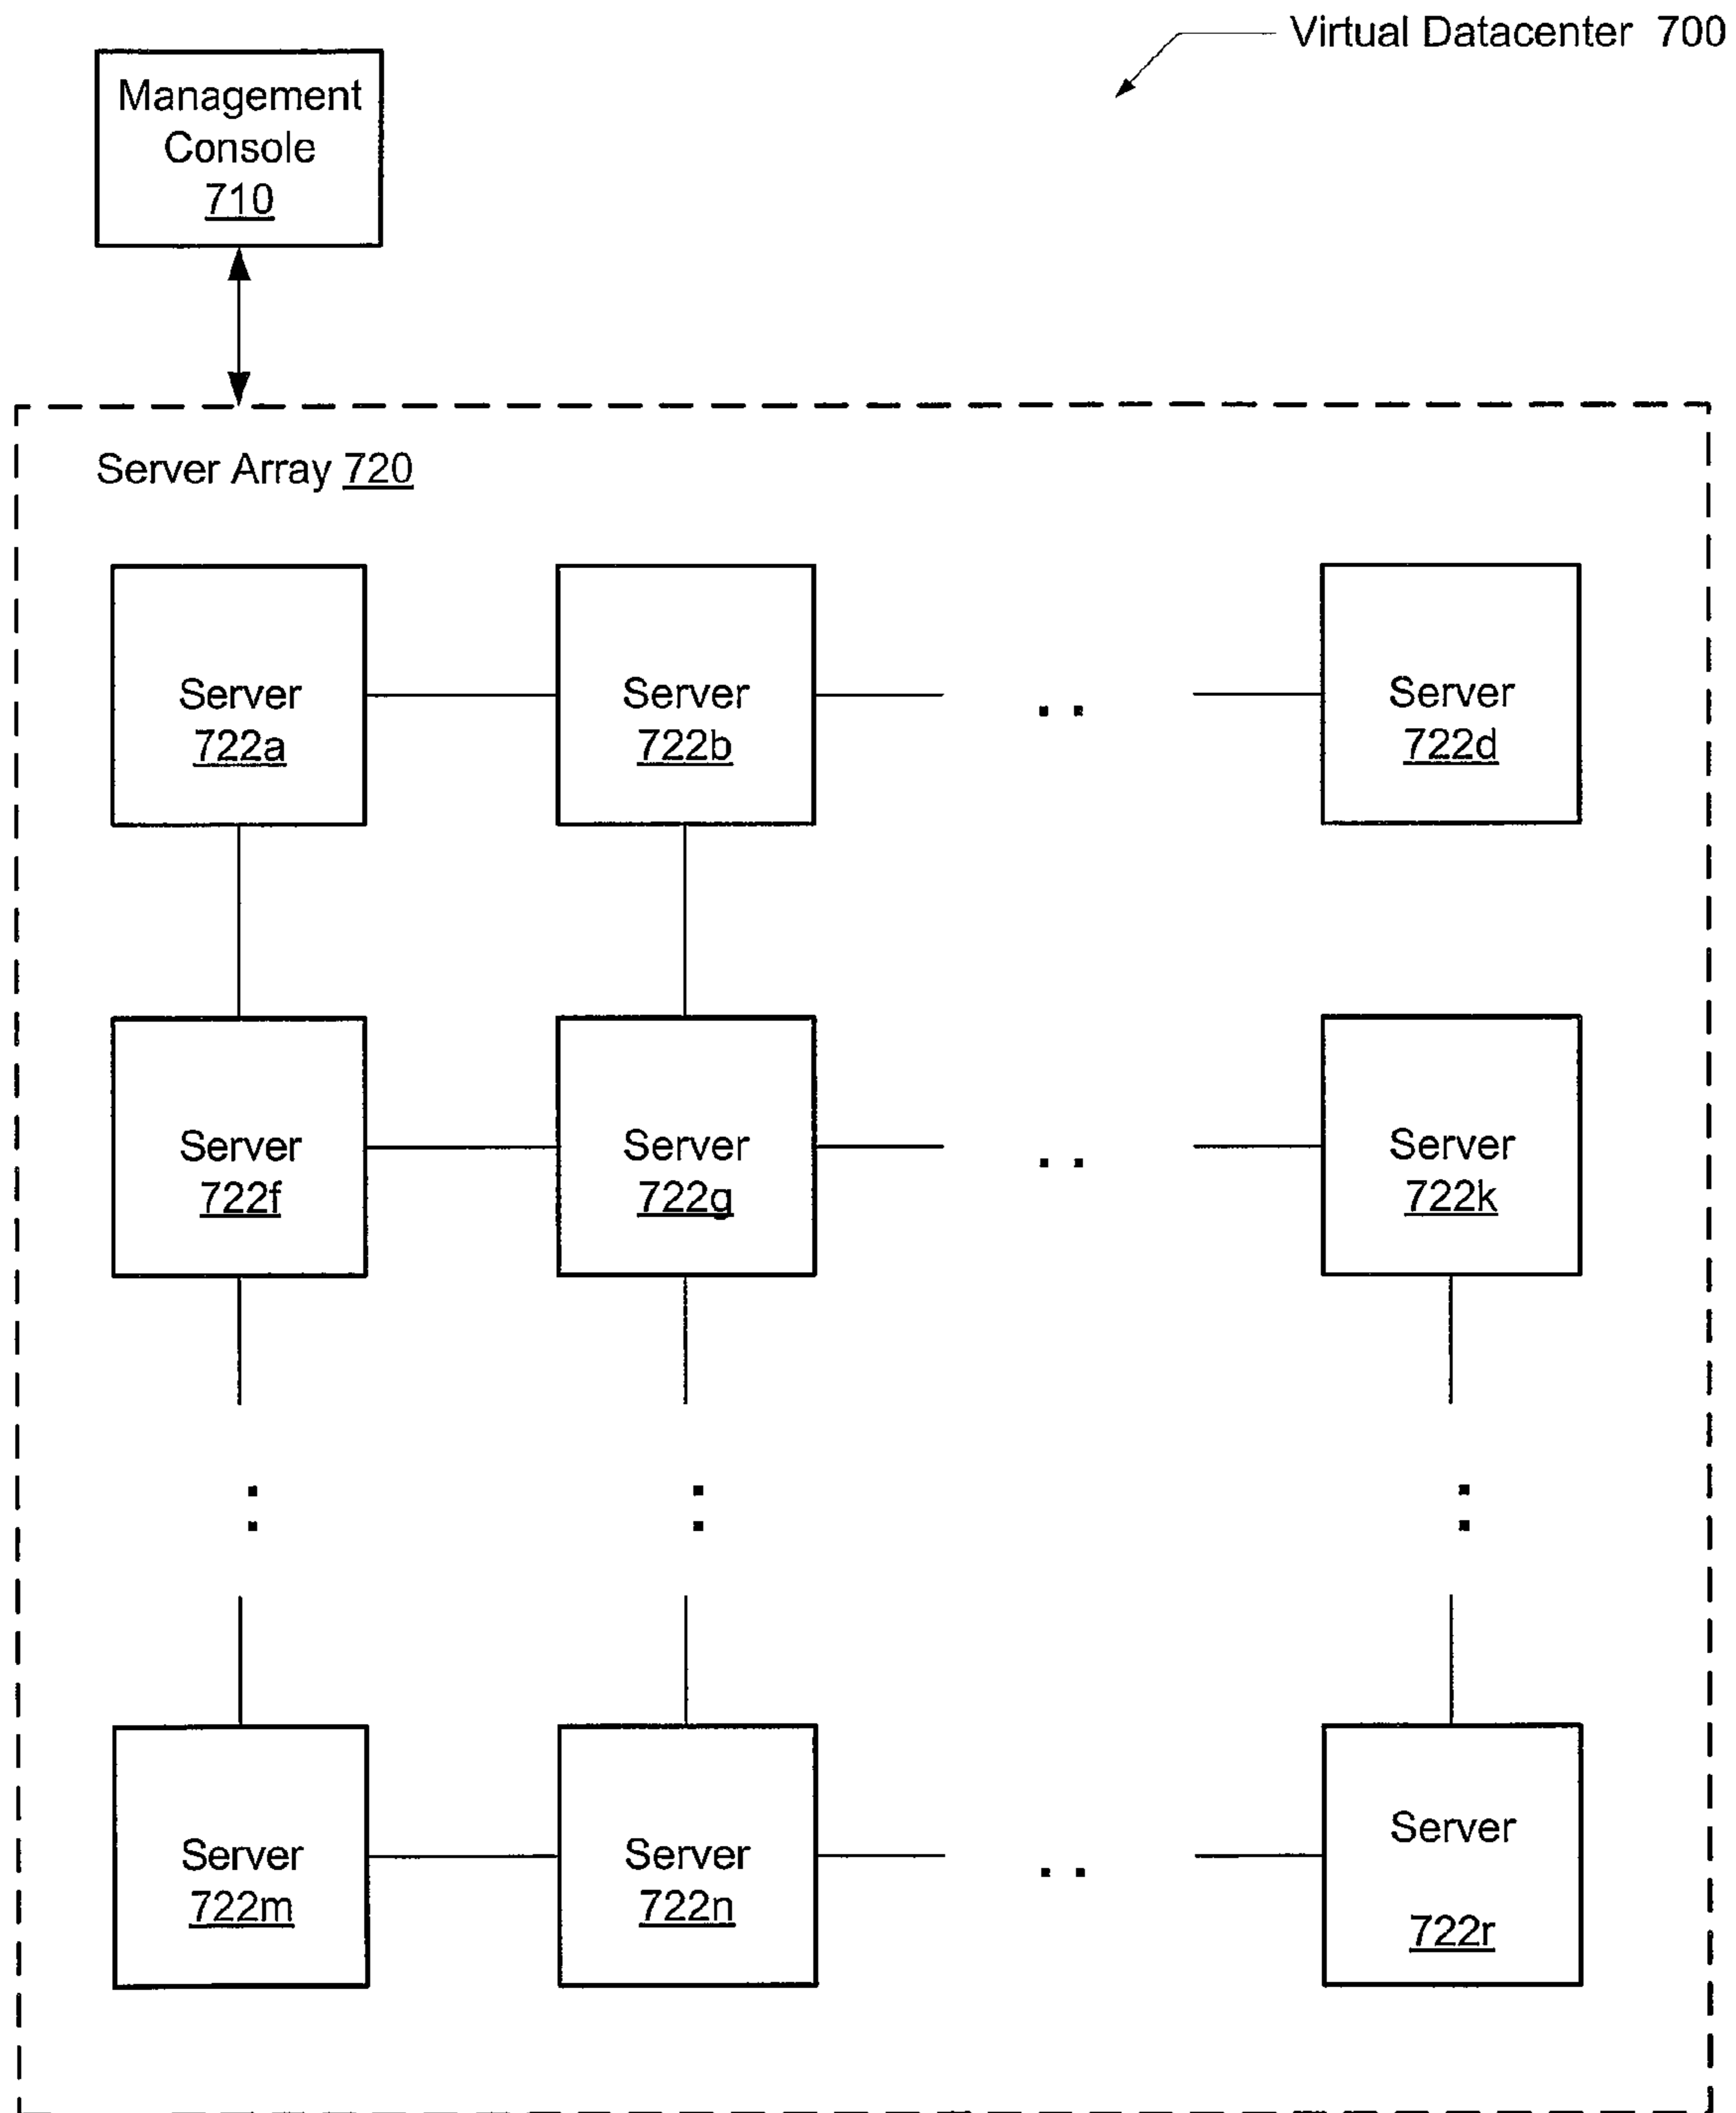 Virtual Datacenter 700
Management
Console
710
Server Array 720
Server
722a
Server
722b
Server
722d
Server
722f
Server
722g
Server
722k
Server
722m
Server
722n
Server
722r